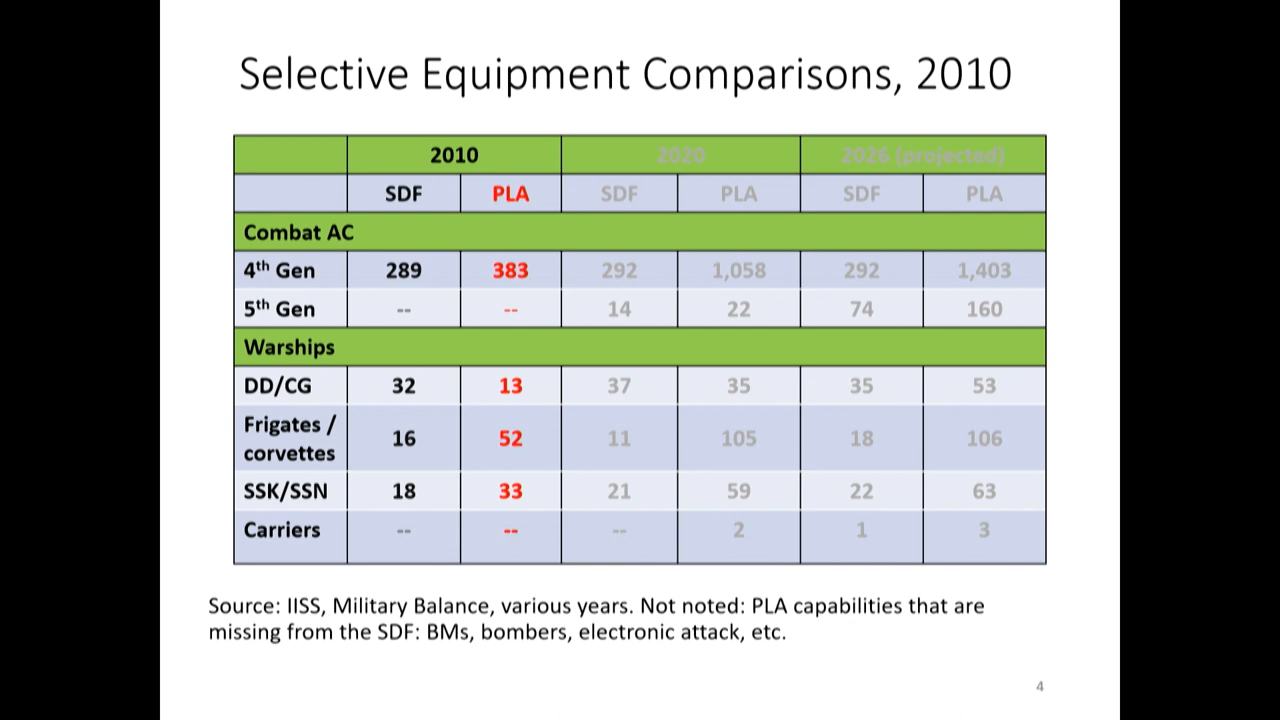 Selective Equipment Comparisons, 2010
2010 2020 2026 (projected)
SDF PLA SDF PLA SDF PLA
Combat AC
4th Gen 289 383 292 1,058 292 1,403
5th Gen -- -- 14 22 74 160
Warships
DD/CG 32 13 37 35 35 53
Frigates /
corvettes 16 52 11 105 18 106
SSK/SSN 18 33 21 59 22 63
Carriers -- -- -- 2 1 3
Source: IISS, Military Balance, various years. Not noted: PLA capabilities that are
missing from the SDF: BMs, bombers, electronic attack, etc.
4